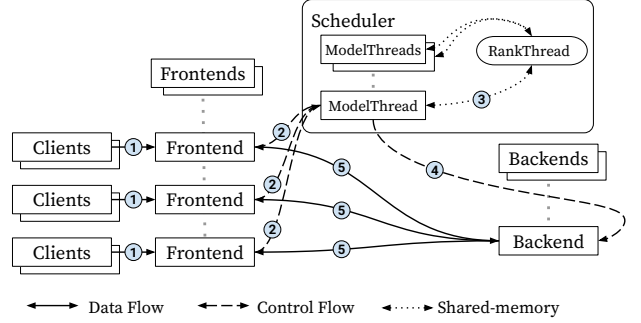 Scheduler
ModelThreads
RankThread
Frontends
ModelThread
3
2
Clients
1
Frontend
5
4
Backends
2
Clients
1
Frontend
5
2
Clients
1
Frontend
5
Backend
Data Flow
Control Flow
Shared-memory